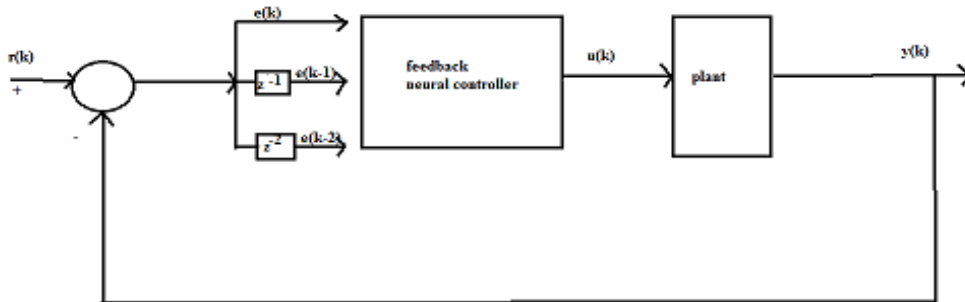 r(k)
+
-
e(k)
z-1
e(k-1)
z-2
e(k-2)
feedback
neural controller
u(k)
plant
y(k)